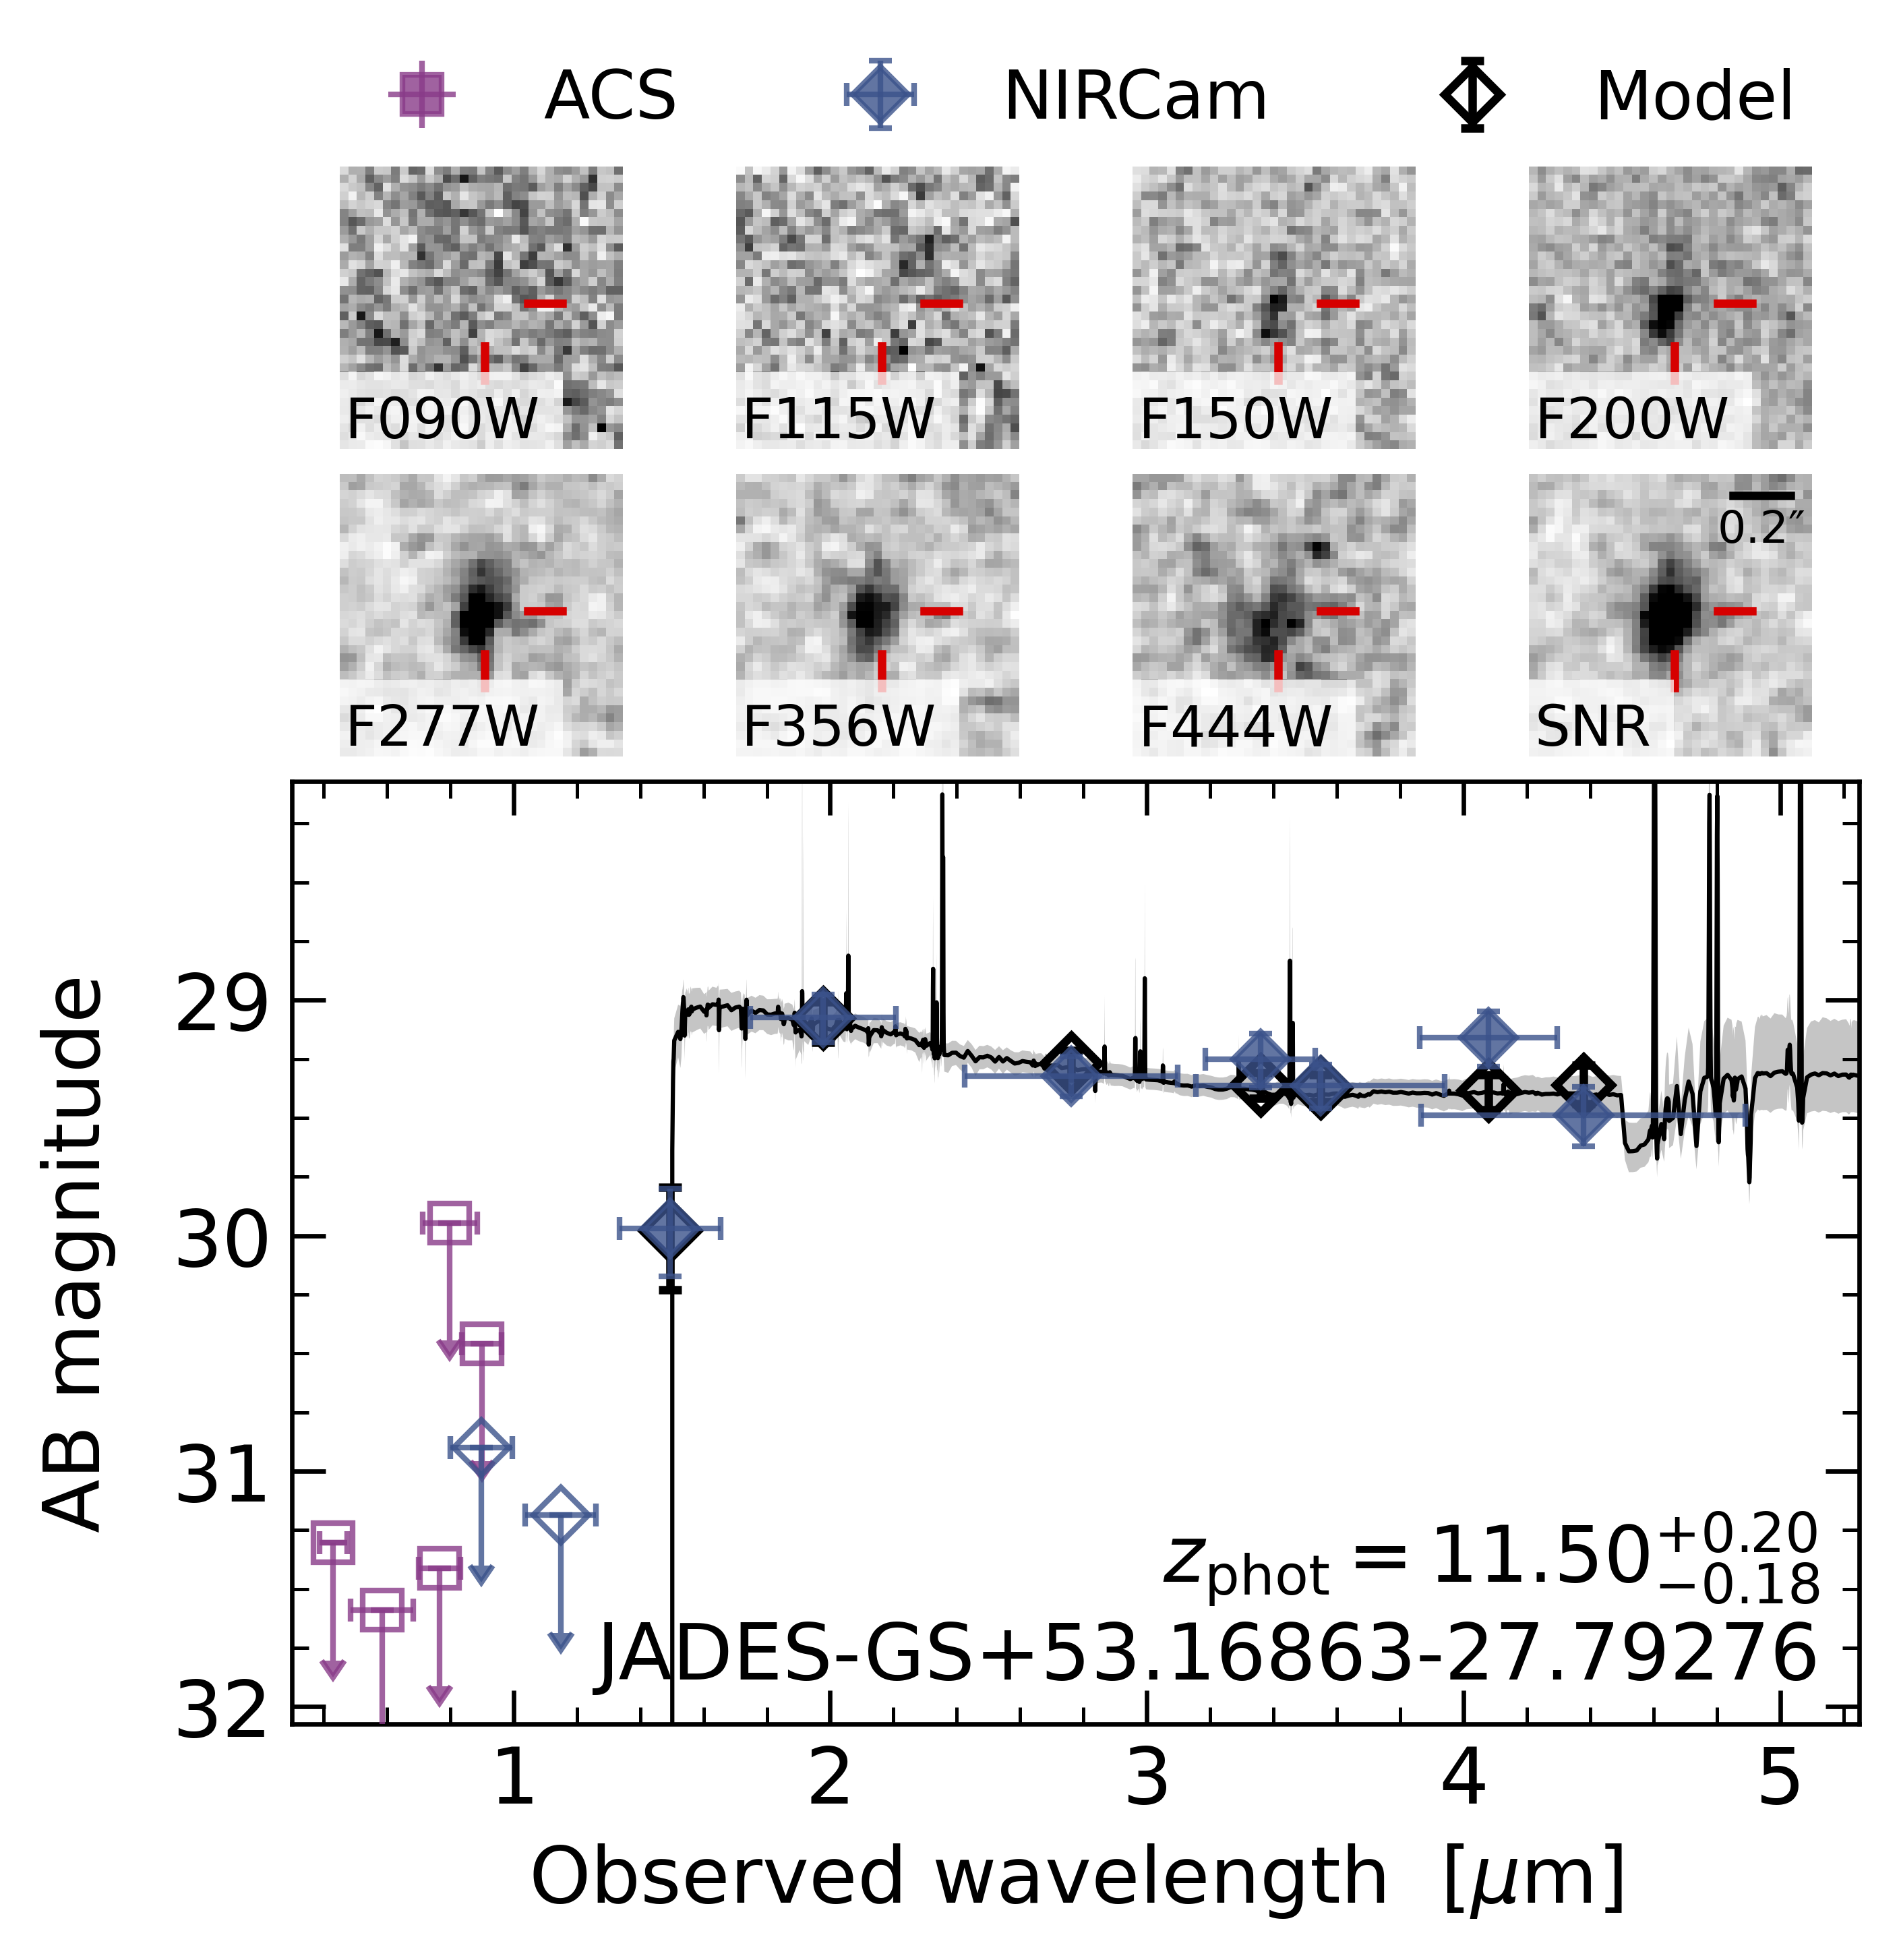 ACS NIRCam Model
F090W F115W F150W F200W
0.2″
F277W F356W F444W SNR
AB magnitude
29
30
31
32
z_phot = 11.50 +0.20 −0.18
JADES-GS+53.16863-27.79276
1 2 3 4 5
Observed wavelength [μm]